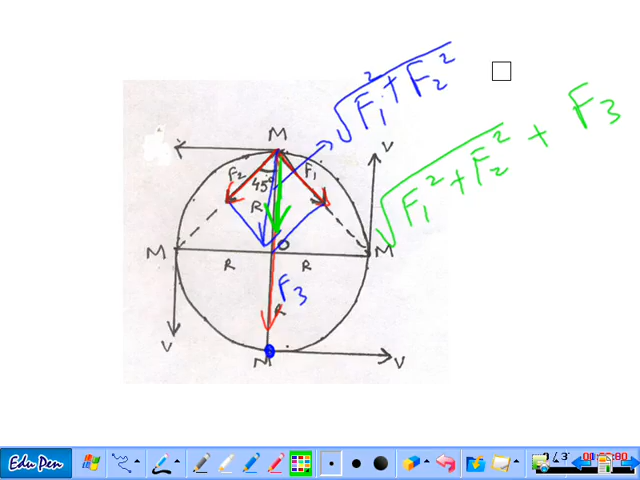 √F₁² + F₂²
√F₁² + F₂² + F₃
M
V
F₂ F₁
45°
R
M O M
R R
F₃
R
V
M
V
Edu Pen